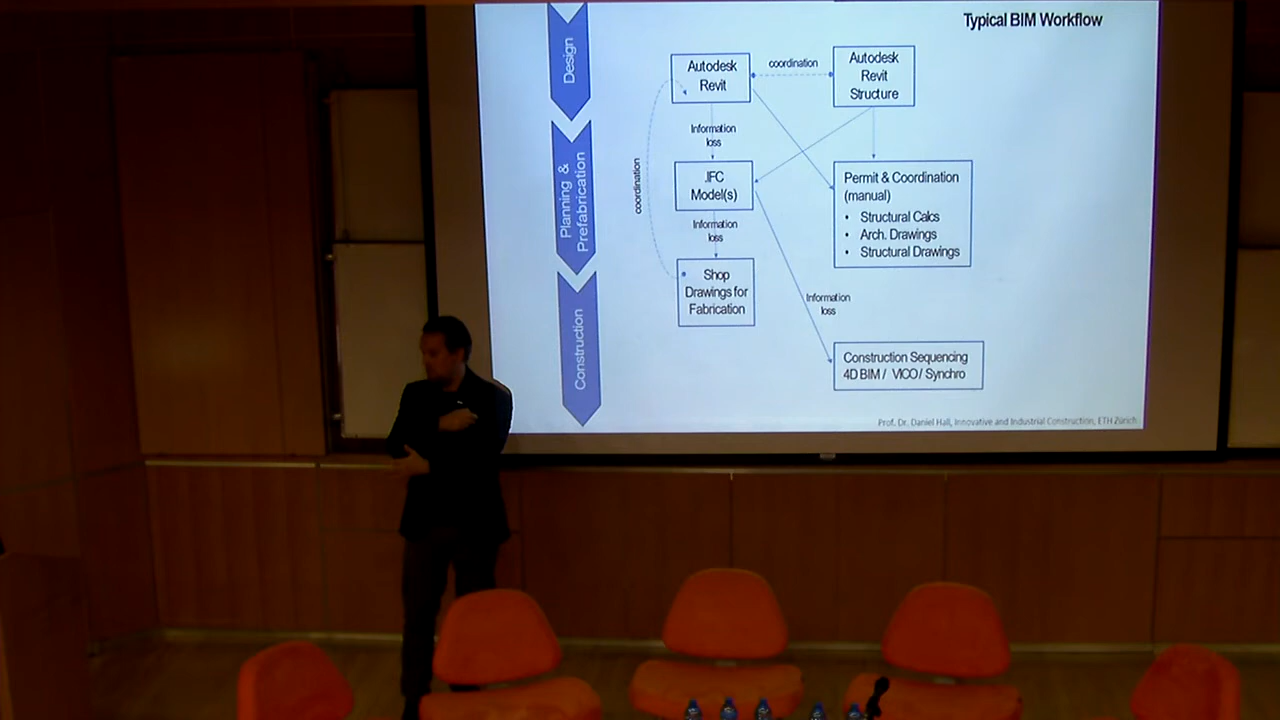 Typical BIM Workflow
Design
Planning &
Prefabrication
Construction
Autodesk
Revit
coordination
Autodesk
Revit
Structure
Information
loss
coordination
IFC
Model(s)
Permit & Coordination
(manual)
• Structural Calcs
• Arch. Drawings
• Structural Drawings
Information
loss
Shop
Drawings for
Fabrication
Information
loss
Construction Sequencing
4D BIM / VICO / Synchro
Prof. Dr. Daniel Hall, Innovative and Industrial Construction, ETH Zürich